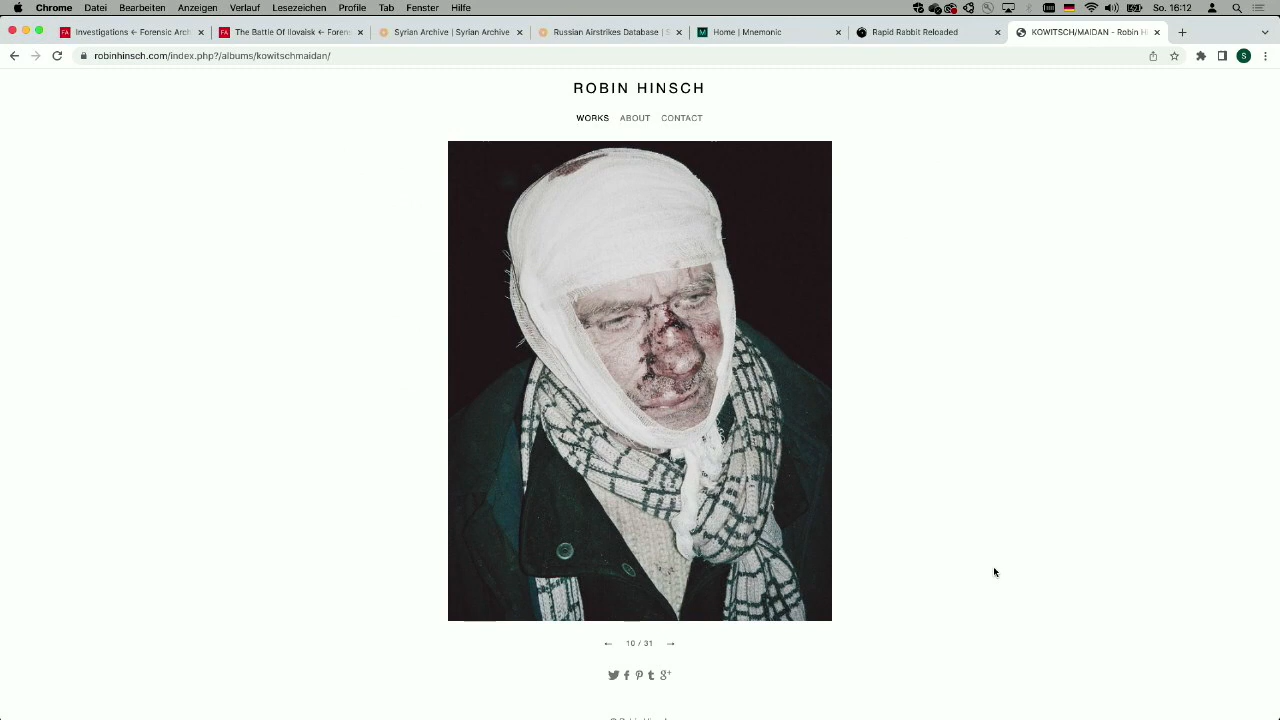 Chrome Datei Bearbeiten Anzeigen Verlauf Lesezeichen Profile Tab Fenster Hilfe So. 16:12
Investigations ← Forensic Arch
The Battle Of Ilovaisk ← Foren
Syrian Archive | Syrian Archive
Russian Airstrikes Database | S
Home | Mnemonic
Rapid Rabbit Reloaded
KOWITSCH/MAIDAN - Robin Hi
robinhinsch.com/index.php?/albums/kowitschmaidan/
S
ROBIN HINSCH
WORKS ABOUT CONTACT
← 10 / 31 →